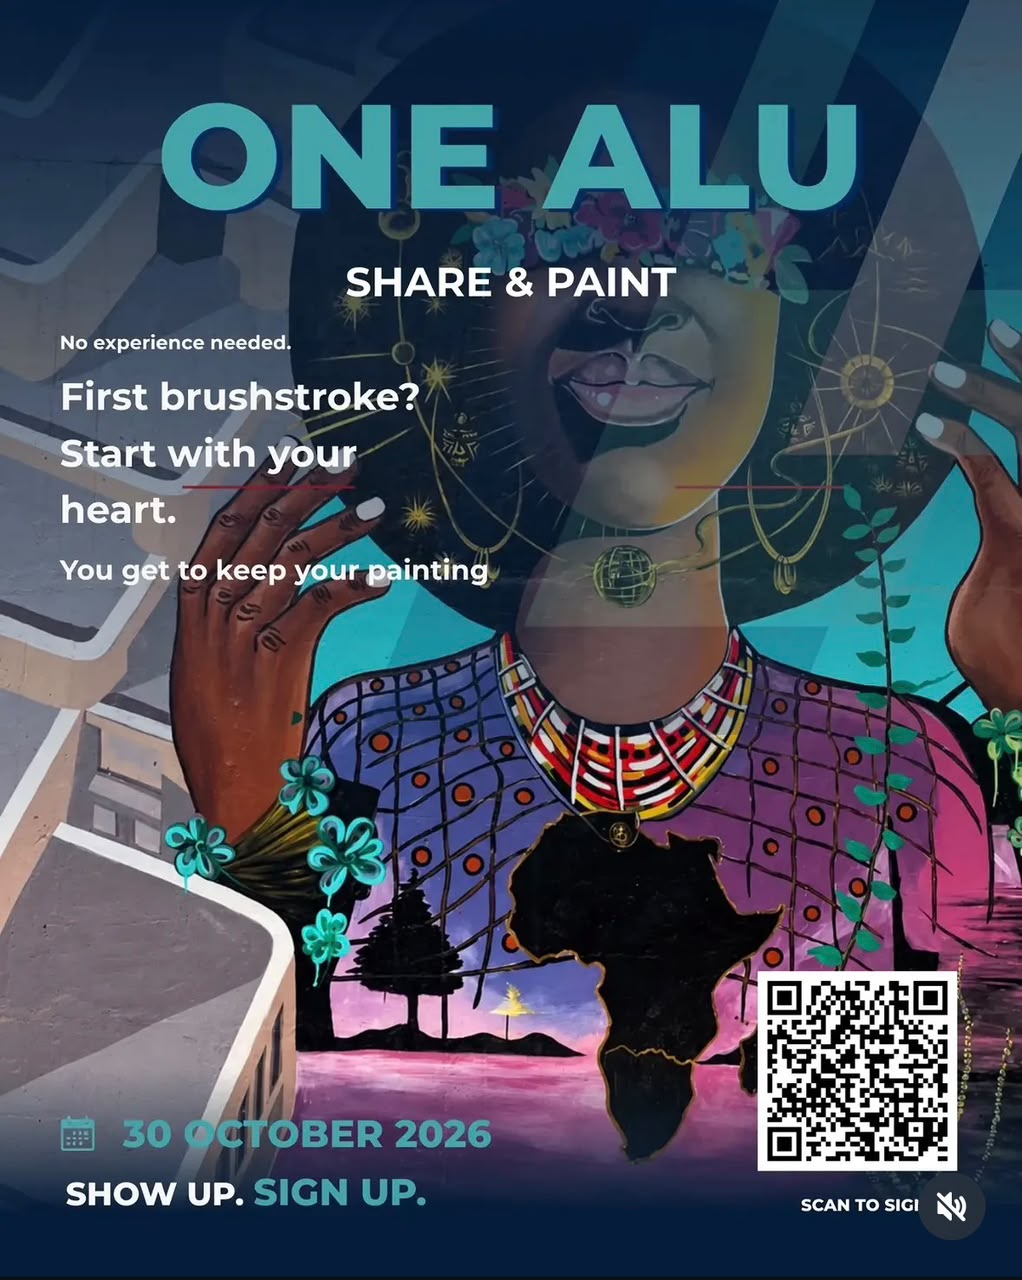 ONE ALU
SHARE & PAINT
No experience needed.
First brushstroke?
Start with your
heart.
You get to keep your painting
30 OCTOBER 2026
SHOW UP. SIGN UP.
SCAN TO